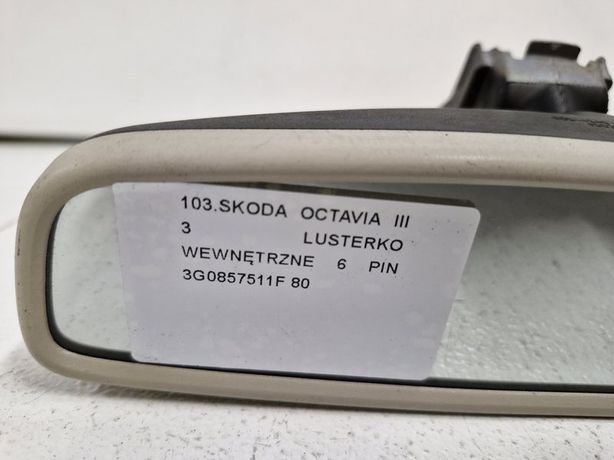 103.SKODA OCTAVIA III
3 LUSTERKO
WEWNĘTRZNE 6 PIN
3G0857511F 80